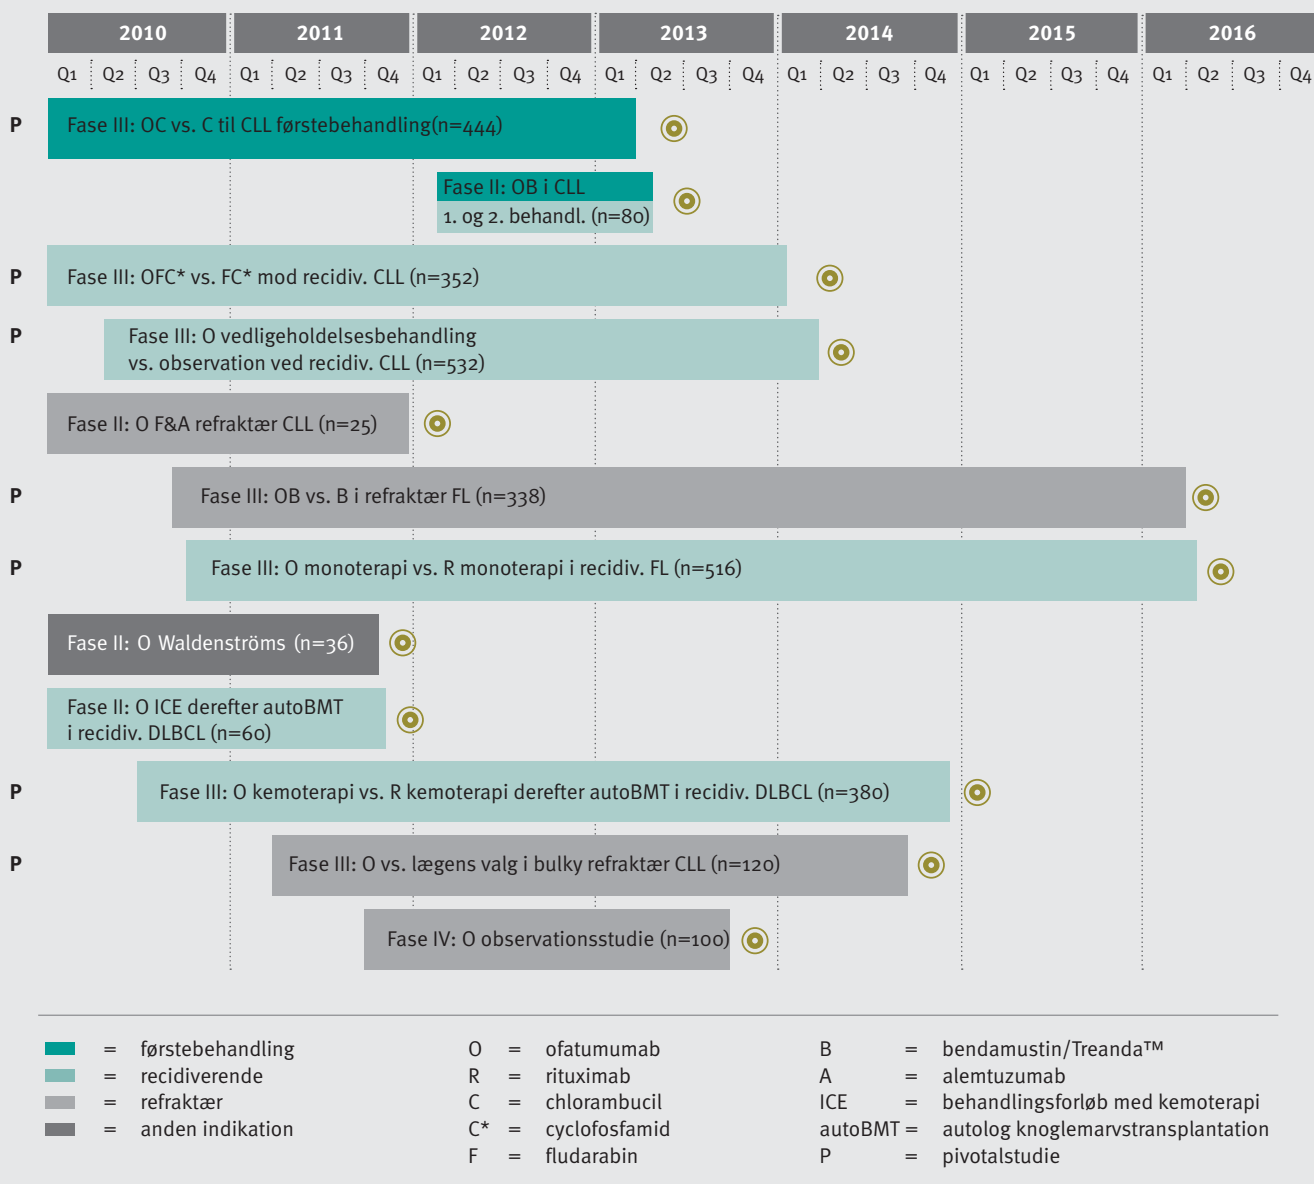 2010 2011 2012 2013 2014 2015 2016
Q1 Q2 Q3 Q4 Q1 Q2 Q3 Q4 Q1 Q2 Q3 Q4 Q1 Q2 Q3 Q4 Q1 Q2 Q3 Q4 Q1 Q2 Q3 Q4 Q1 Q2 Q3 Q4
P Fase III: OC vs. C til CLL førstebehandling(n=444)
Fase II: OB i CLL
1. og 2. behandl. (n=80)
P Fase III: OFC* vs. FC* mod recidiv. CLL (n=352)
P Fase III: O vedligeholdelsesbehandling
vs. observation ved recidiv. CLL (n=532)
Fase II: O F&A refraktær CLL (n=25)
P Fase III: OB vs. B i refraktær FL (n=338)
P Fase III: O monoterapi vs. R monoterapi i recidiv. FL (n=516)
Fase II: O Waldenströms (n=36)
Fase II: O ICE derefter autoBMT
i recidiv. DLBCL (n=60)
P Fase III: O kemoterapi vs. R kemoterapi derefter autoBMT i recidiv. DLBCL (n=380)
P Fase III: O vs. lægens valg i bulky refraktær CLL (n=120)
Fase IV: O observationsstudie (n=100)
= førstebehandling
= recidiverende
= refraktær
= anden indikation
O = ofatumumab
R = rituximab
C = chlorambucil
C* = cyclofosfamid
F = fludarabin
B = bendamustin/Treanda™
A = alemtuzumab
ICE = behandlingsforløb med kemoterapi
autoBMT = autolog knoglemarvstransplantation
P = pivotalstudie